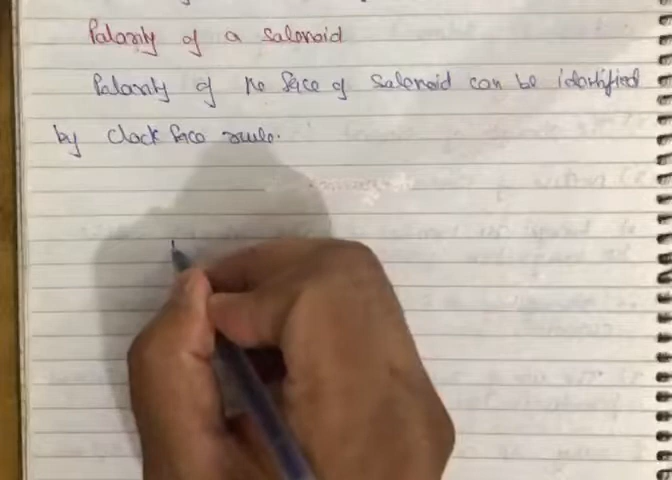 Polarity of a Solenoid
Polarity of the face of Solenoid can be identified
by Clock face rule.